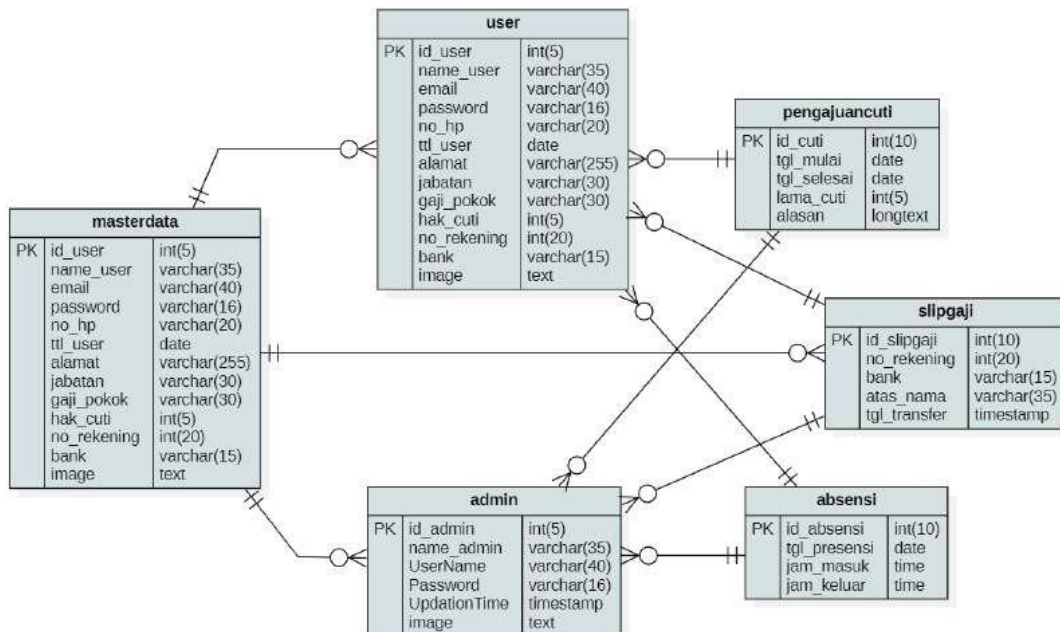 user
PK id_user int(5)
name_user varchar(35)
email varchar(40)
password varchar(16)
no_hp varchar(20)
ttl_user date
alamat varchar(255)
jabatan varchar(30)
gaji_pokok varchar(30)
hak_cuti int(5)
no_rekening int(20)
bank varchar(15)
image text
pengajuancuti
PK id_cuti int(10)
tgl_mulai date
tgl_selesai date
lama_cuti int(5)
alasan longtext
masterdata
PK id_user int(5)
name_user varchar(35)
email varchar(40)
password varchar(16)
no_hp varchar(20)
ttl_user date
alamat varchar(255)
jabatan varchar(30)
gaji_pokok varchar(30)
hak_cuti int(5)
no_rekening int(20)
bank varchar(15)
image text
slipgaji
PK id_slipgaji int(10)
no_rekening int(20)
bank varchar(15)
atas_nama varchar(35)
tgl_transfer timestamp
admin
PK id_admin int(5)
name_admin varchar(35)
UserName varchar(40)
Password varchar(16)
UpdationTime timestamp
image text
absensi
PK id_absensi int(10)
tgl_presensi date
jam_masuk time
jam_keluar time